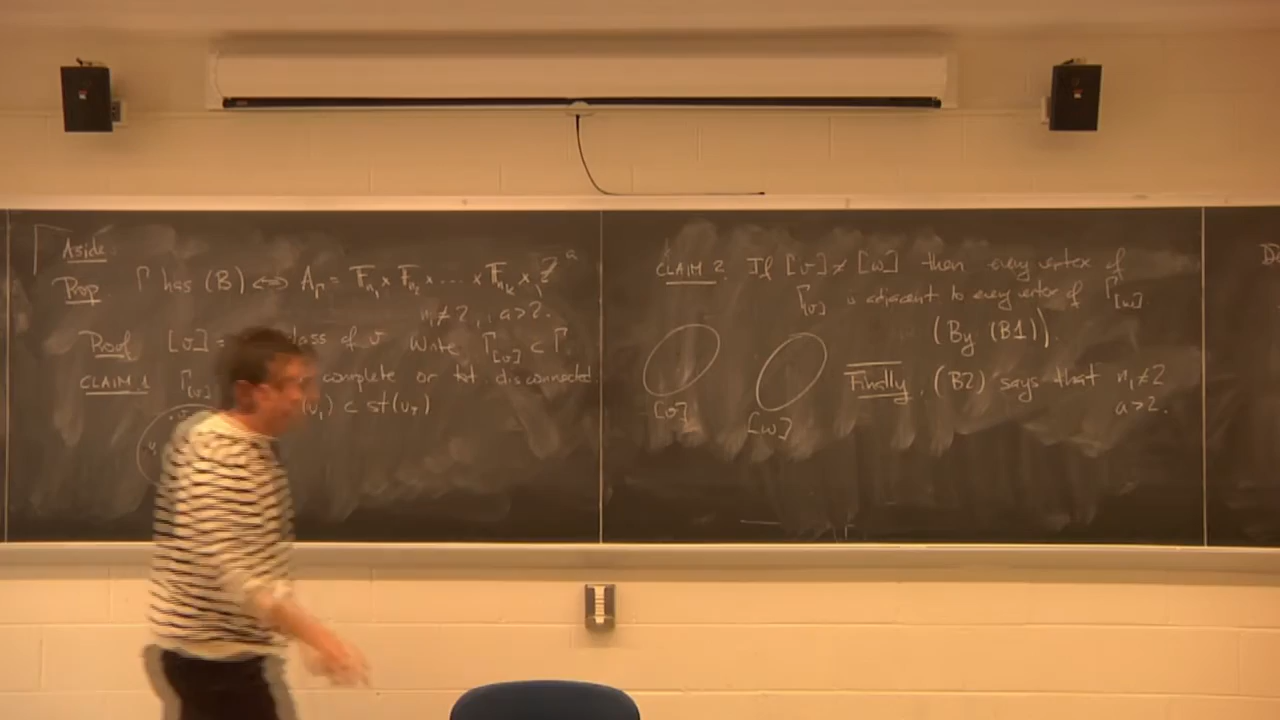 Aside.
Prop. Γ has (B) ⟺ A_Γ = F_{n_1} × F_{n_2} × ... × F_{n_k} × Z^a
n_i ≠ 2, a > 2.
Proof [v] = class of v Write Γ_[v] ⊂ Γ
CLAIM 1 Γ_[v] complete or tot. disconnected.
(v_1) ⊂ st(v_2)
CLAIM 2. If [v] ≠ [w] then every vertex of
Γ_[v] is adjacent to every vertex of Γ_[w].
(By (B1)).
[v]
[w]
Finally, (B2) says that n_i ≠ 2
a > 2.